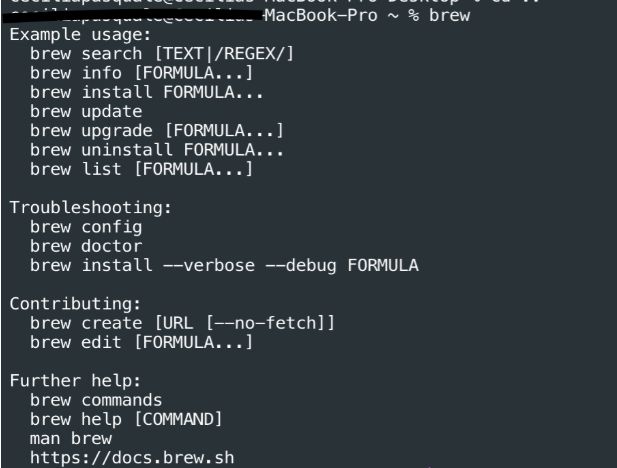 MacBook-Pro ~ % brew
Example usage:
  brew search [TEXT|/REGEX/]
  brew info [FORMULA...]
  brew install FORMULA...
  brew update
  brew upgrade [FORMULA...]
  brew uninstall FORMULA...
  brew list [FORMULA...]

Troubleshooting:
  brew config
  brew doctor
  brew install --verbose --debug FORMULA

Contributing:
  brew create [URL [--no-fetch]]
  brew edit [FORMULA...]

Further help:
  brew commands
  brew help [COMMAND]
  man brew
  https://docs.brew.sh